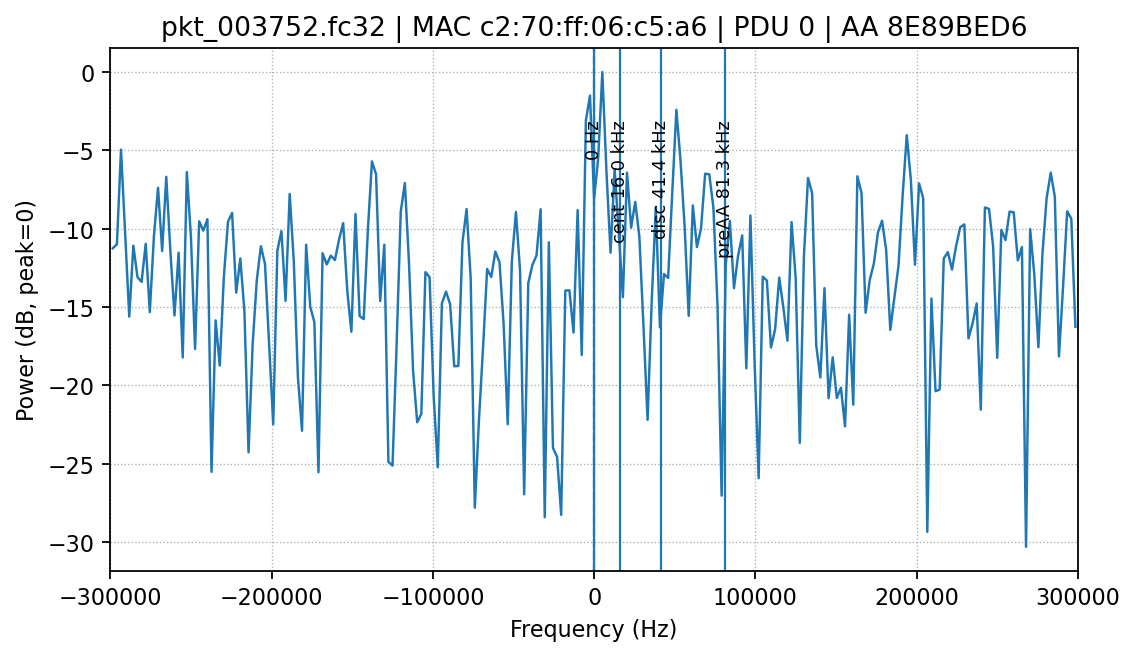 pkt_003752.fc32 | MAC c2:70:ff:06:c5:a6 | PDU 0 | AA 8E89BED6
Power (dB, peak=0)
0
−5
−10
−15
−20
−25
−30
0 Hz
cent 16.0 kHz
disc 41.4 kHz
preAA 81.3 kHz
−300000
−200000
−100000
0
100000
200000
300000
Frequency (Hz)